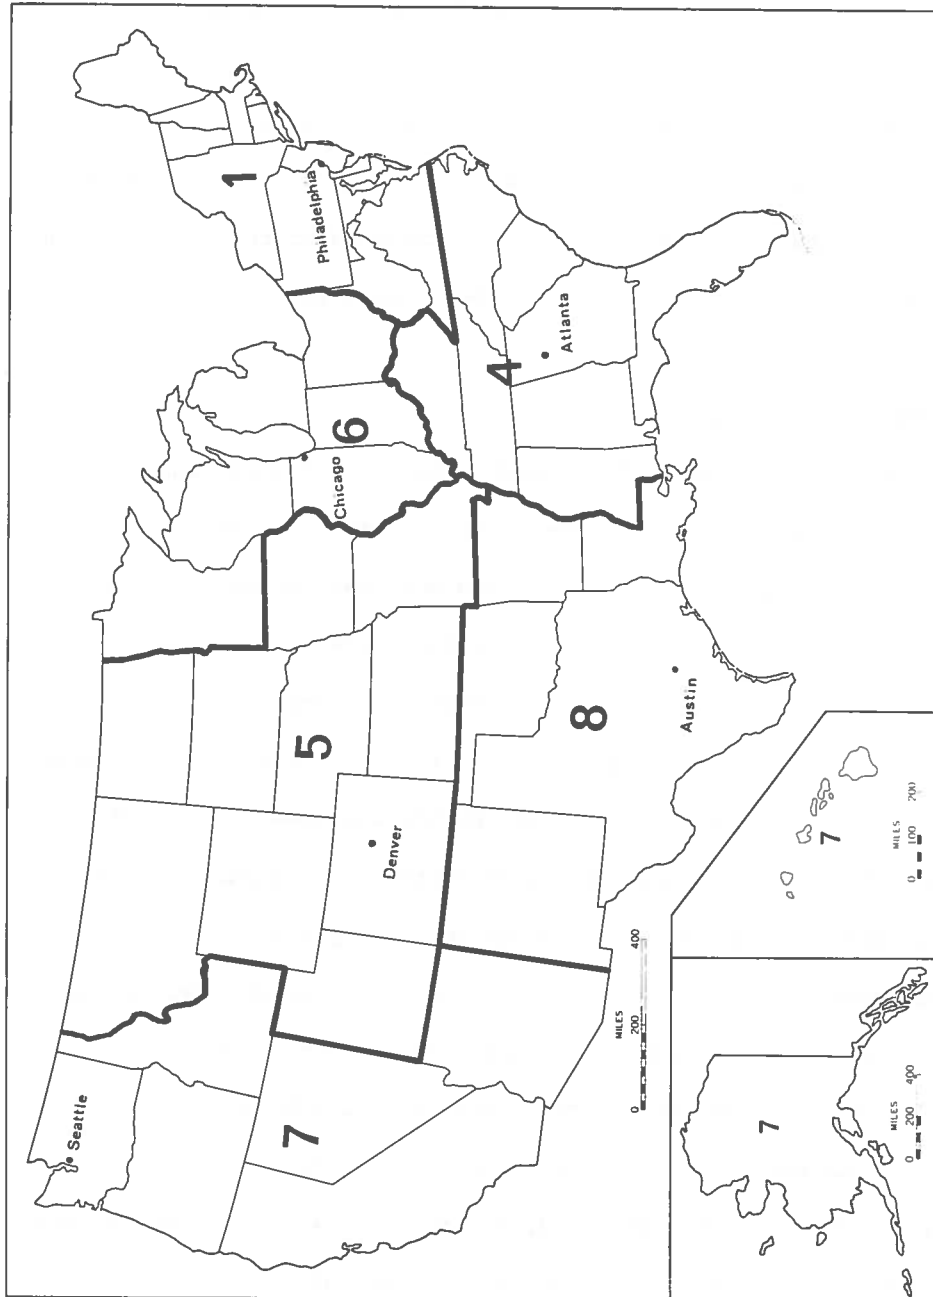 Seattle
7
Denver
5
Chicago
6
1
Philadelphia
4
Atlanta
8
Austin
MILES
0 200 400
7
MILES
0 200 400
7
MILES
0 100 200